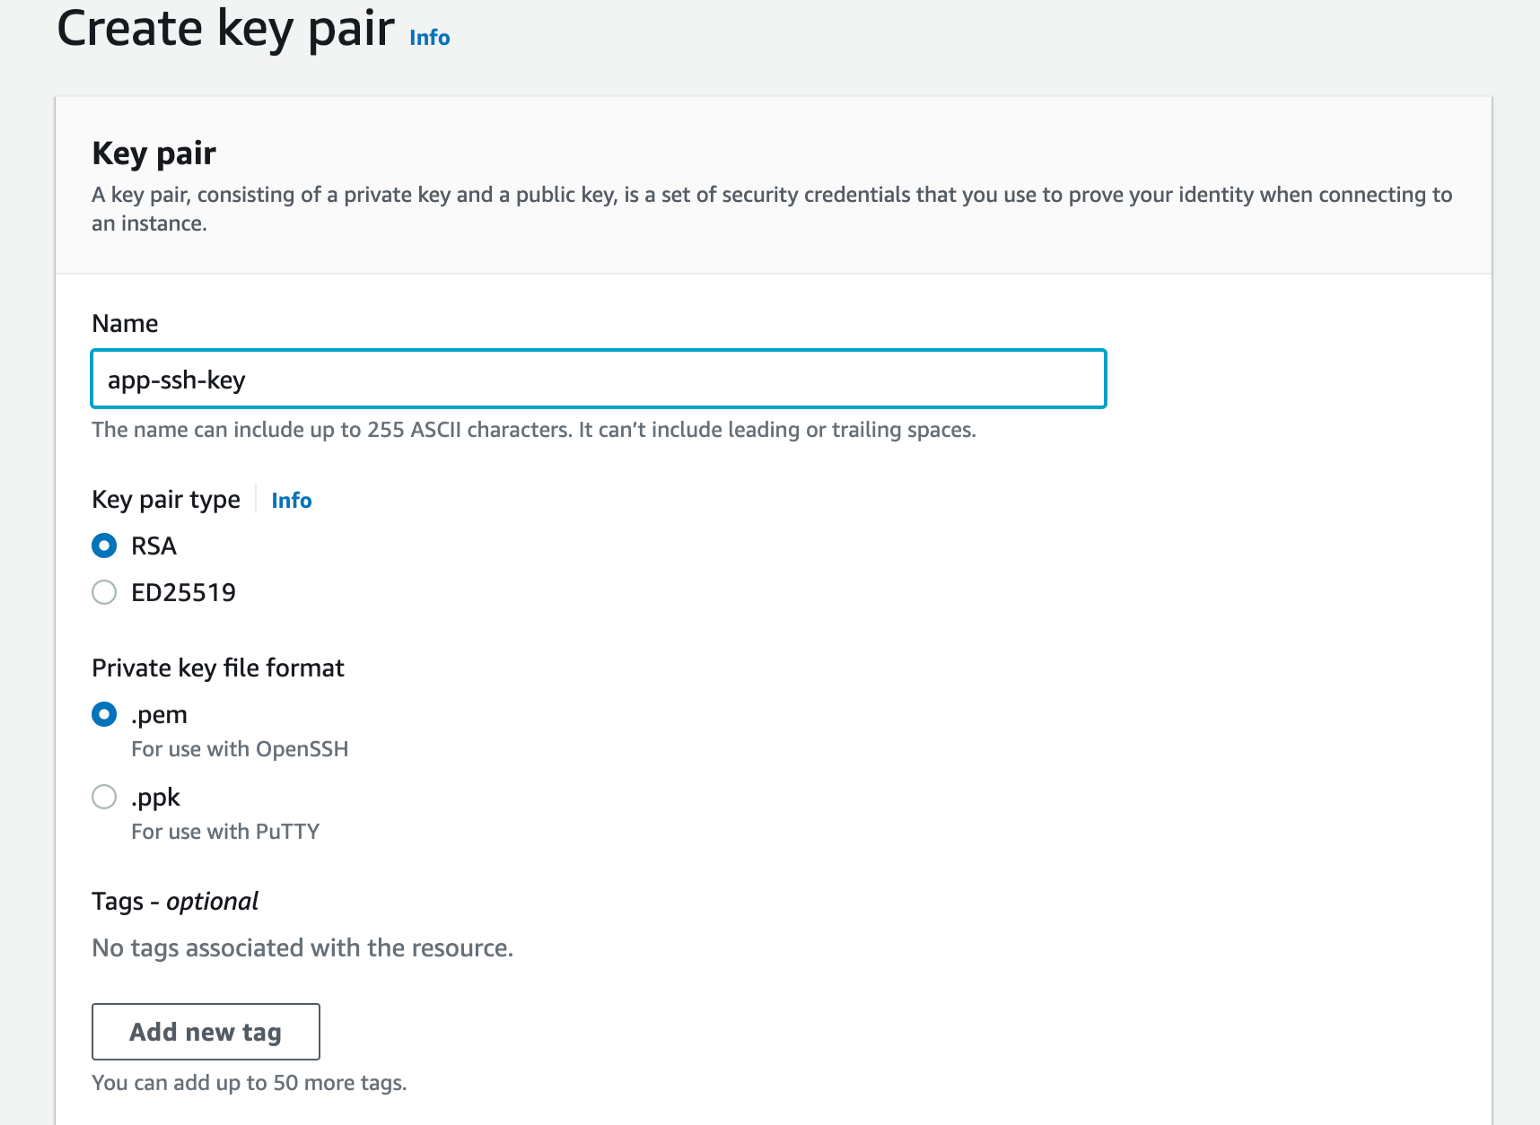 Create key pair Info
Key pair
A key pair, consisting of a private key and a public key, is a set of security credentials that you use to prove your identity when connecting to
an instance.
Name
app-ssh-key
The name can include up to 255 ASCII characters. It can’t include leading or trailing spaces.
Key pair type Info
RSA
ED25519
Private key file format
.pem
For use with OpenSSH
.ppk
For use with PuTTY
Tags - optional
No tags associated with the resource.
Add new tag
You can add up to 50 more tags.